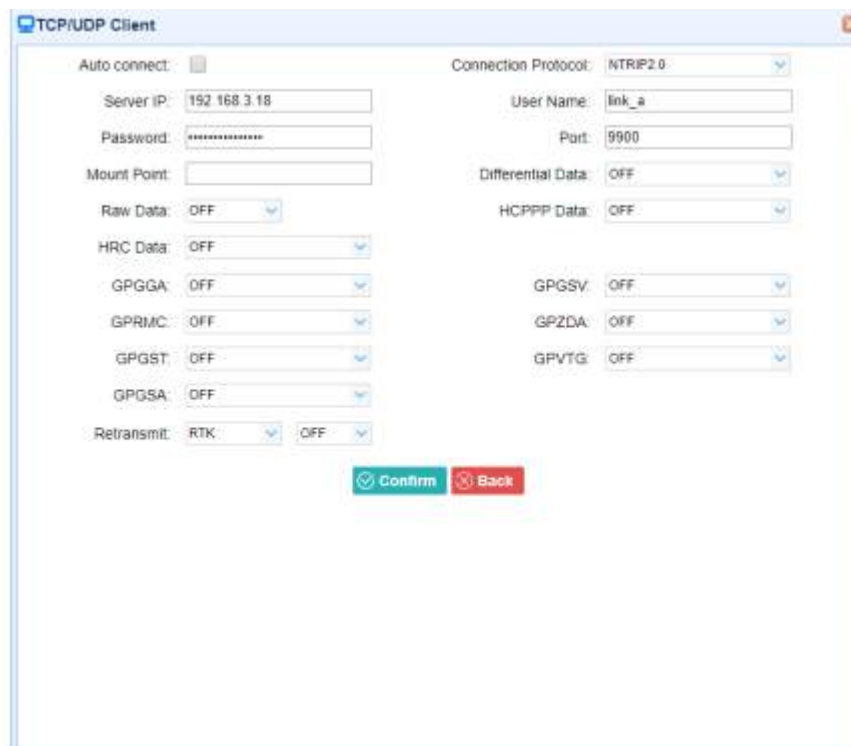 TCP/UDP Client
Auto connect: Connection Protocol: NTRIP2.0
Server IP: 192.168.3.18 User Name: link_a
Password: ••••••••••••••• Port: 9900
Mount Point: Differential Data: OFF
Raw Data: OFF HCPPP Data: OFF
HRC Data: OFF
GPGGA: OFF GPGSV: OFF
GPRMC: OFF GPZDA: OFF
GPGST: OFF GPVTG: OFF
GPGSA: OFF
Retransmit: RTK OFF
Confirm Back